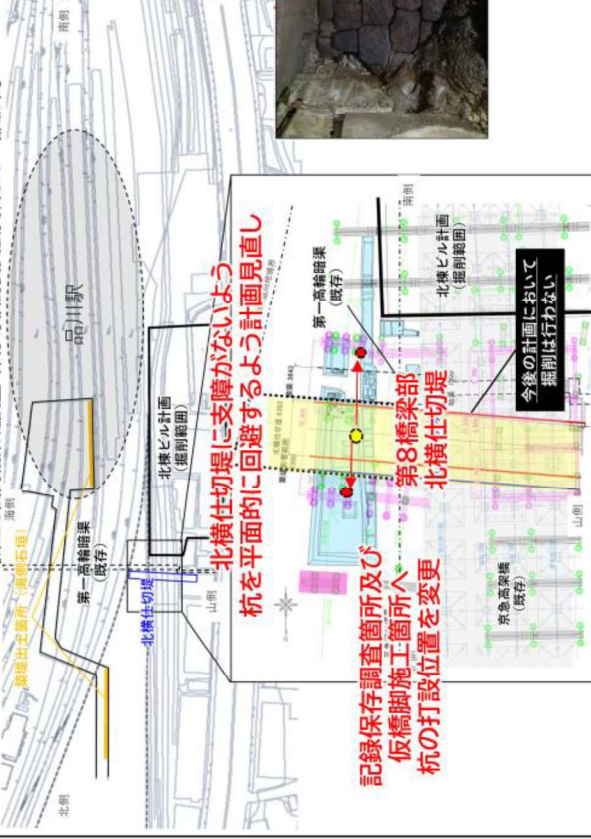 南側
品川駅
海側
築堤出土箇所（海側石垣）
第一高輪暗渠
（既存）
北横仕切堤
山側
北側
北棟ビル計画
（掘削範囲）
北横仕切堤に支障がないよう
杭を平面的に回避するよう計画見直し
南側
第一高輪暗渠
（既存）
北棟ビル計画
（掘削範囲）
今後の計画において
掘削は行わない
第8橋梁部
北横仕切堤
山側
京急高架橋
（既存）
記録保存調査箇所及び
仮橋脚施工箇所へ
杭の打設位置を変更